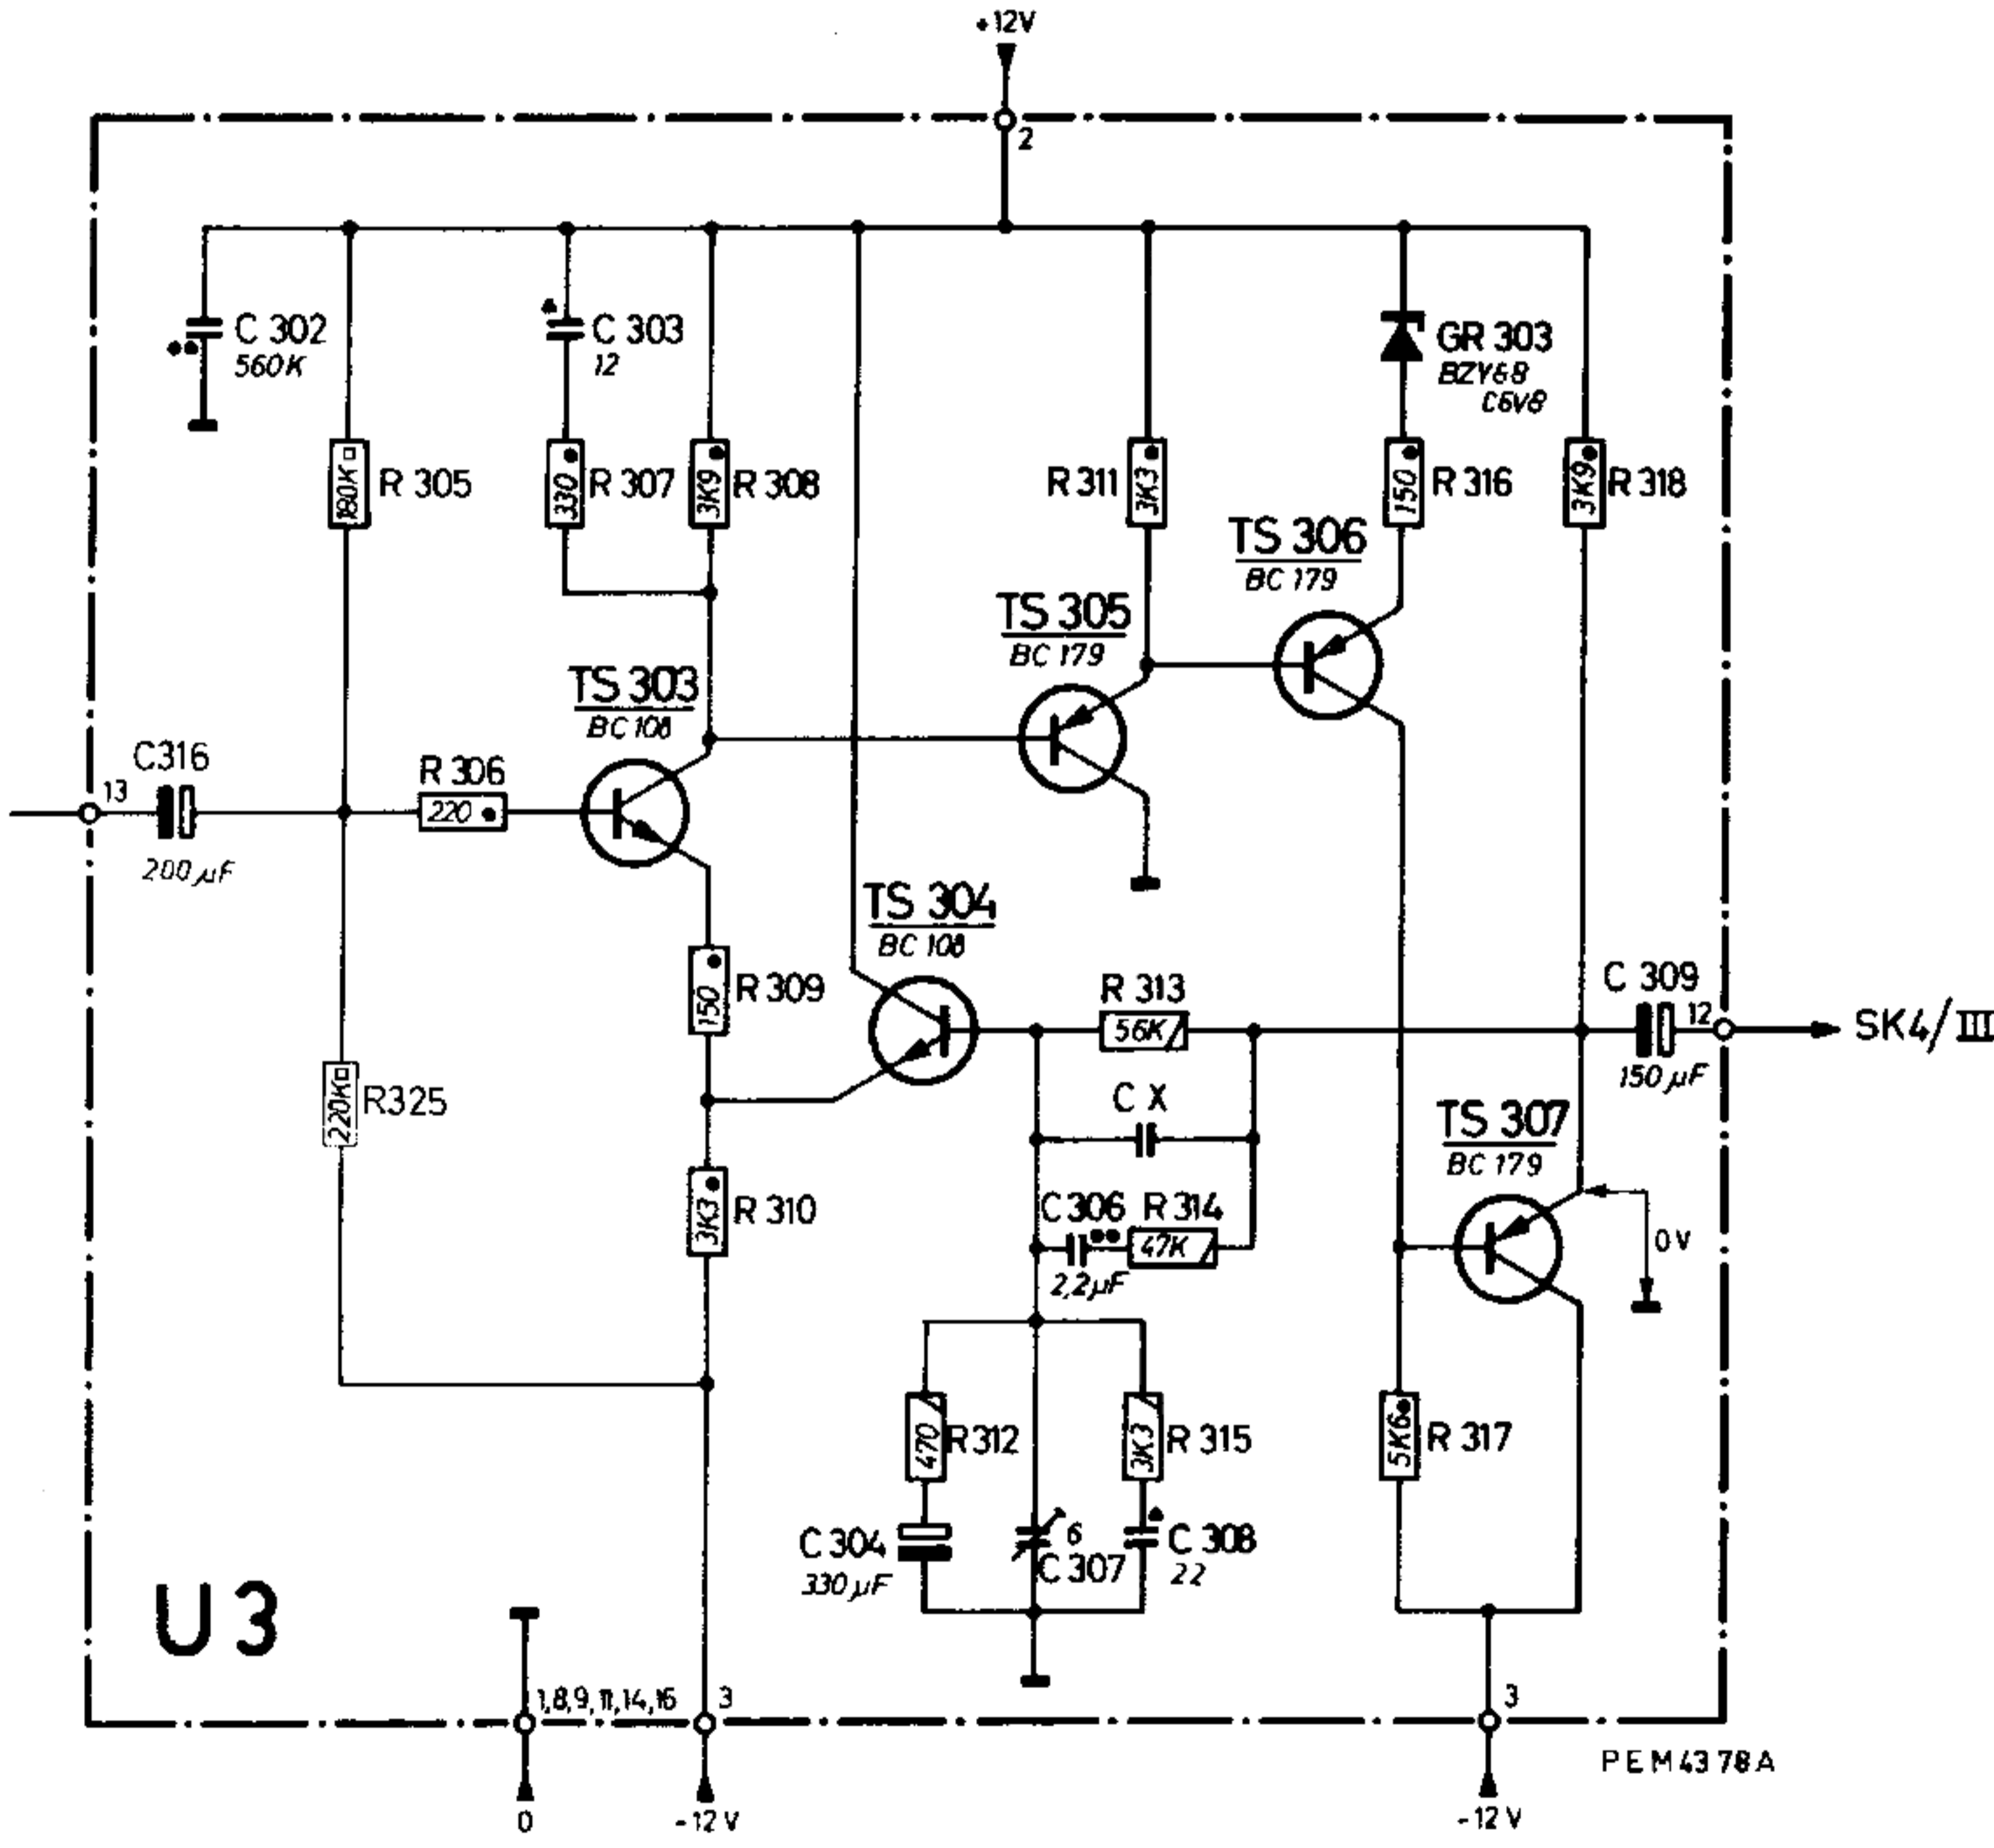 +12V
2
C 302
560K
C 303
12
GR 303
BZY68
C6V8
180K
R 305
330
R 307
3K9
R 308
R 311
3K3
150
R 316
3K9
R 318
TS 306
BC 179
TS 305
BC 179
TS 303
BC 108
C316
13
200 µF
R 306
220
TS 304
BC 108
150
R 309
R 313
56K
C 309
12
150 µF
SK4/III
220K
R325
C X
TS 307
BC 179
3K3
R 310
C 306
R 314
2,2µF
47K
0V
470
R312
3K3
R 315
5K6
R 317
C 304
330 µF
6
C 307
C 308
22
U 3
1,8,9,11,14,16
3
3
PEM4378A
0
-12 V
-12 V